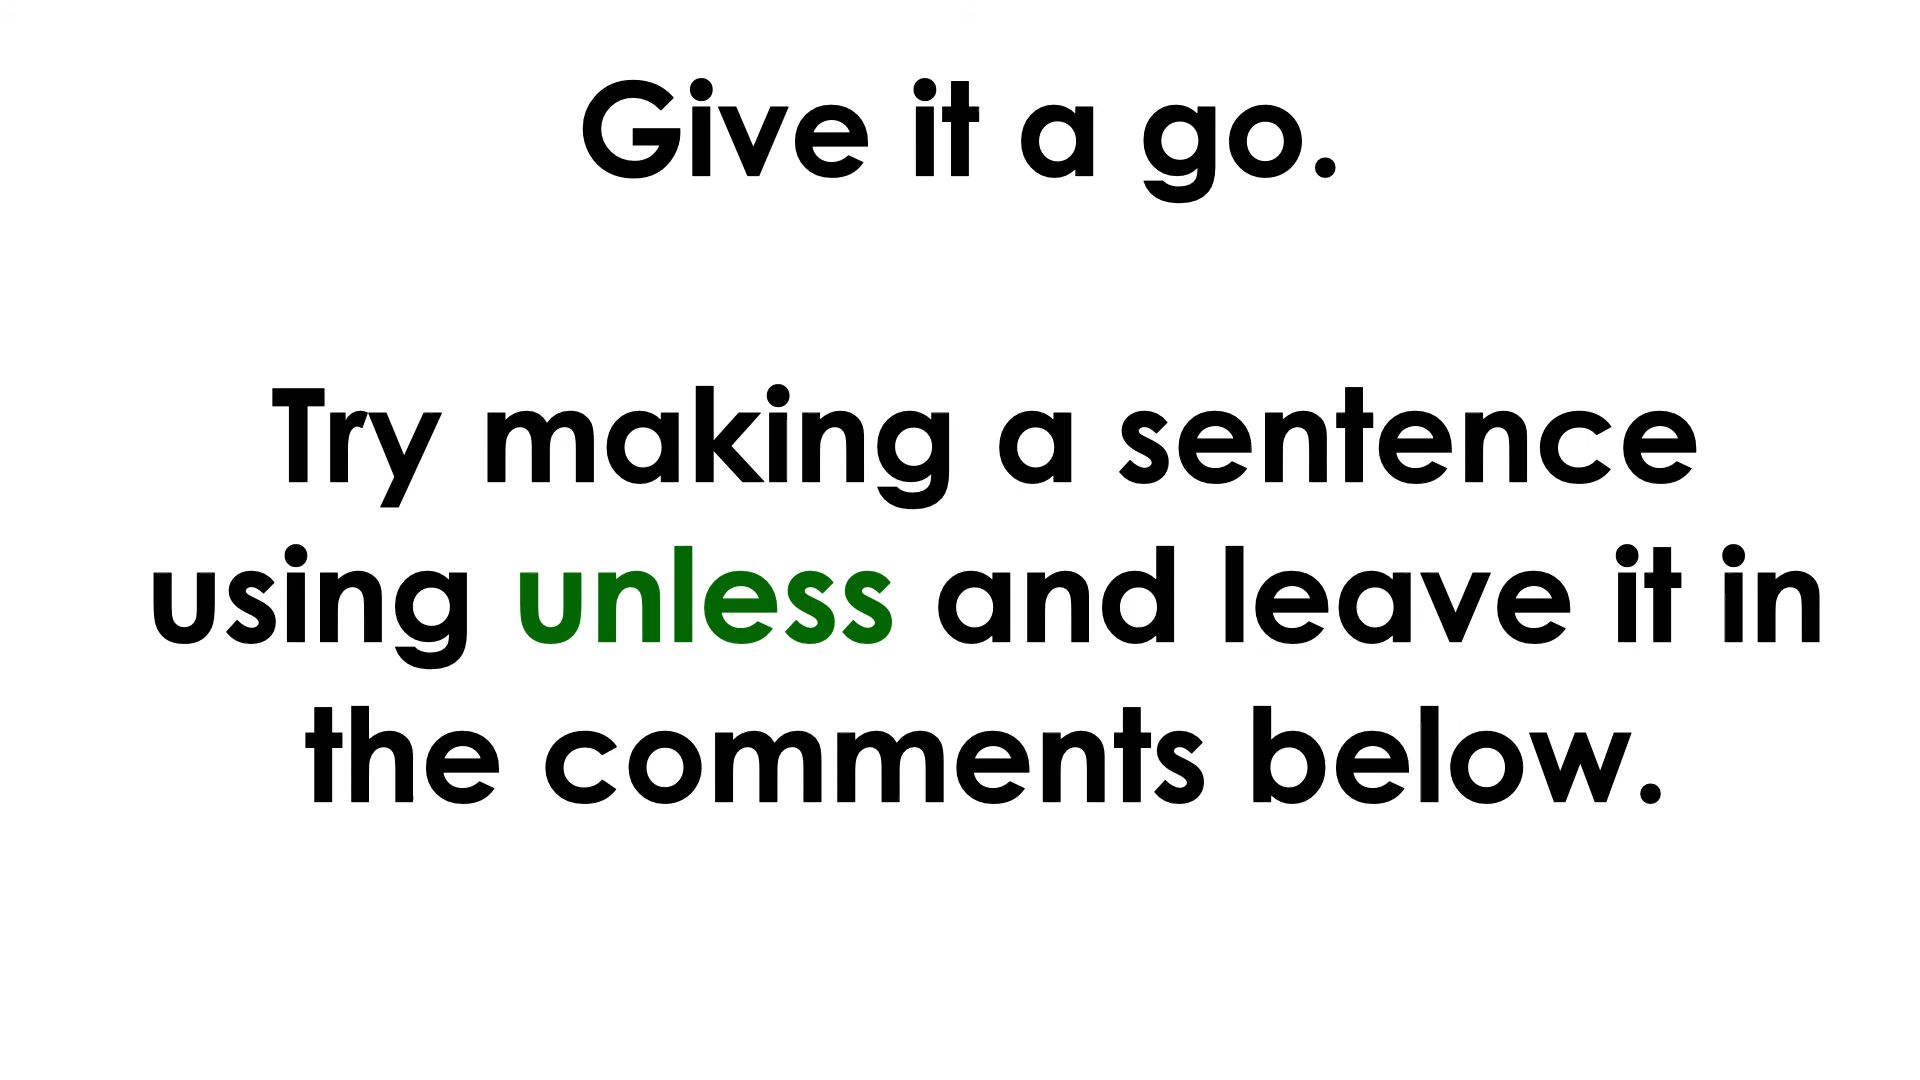 Give it a go.
Try making a sentence
using unless and leave it in
the comments below.